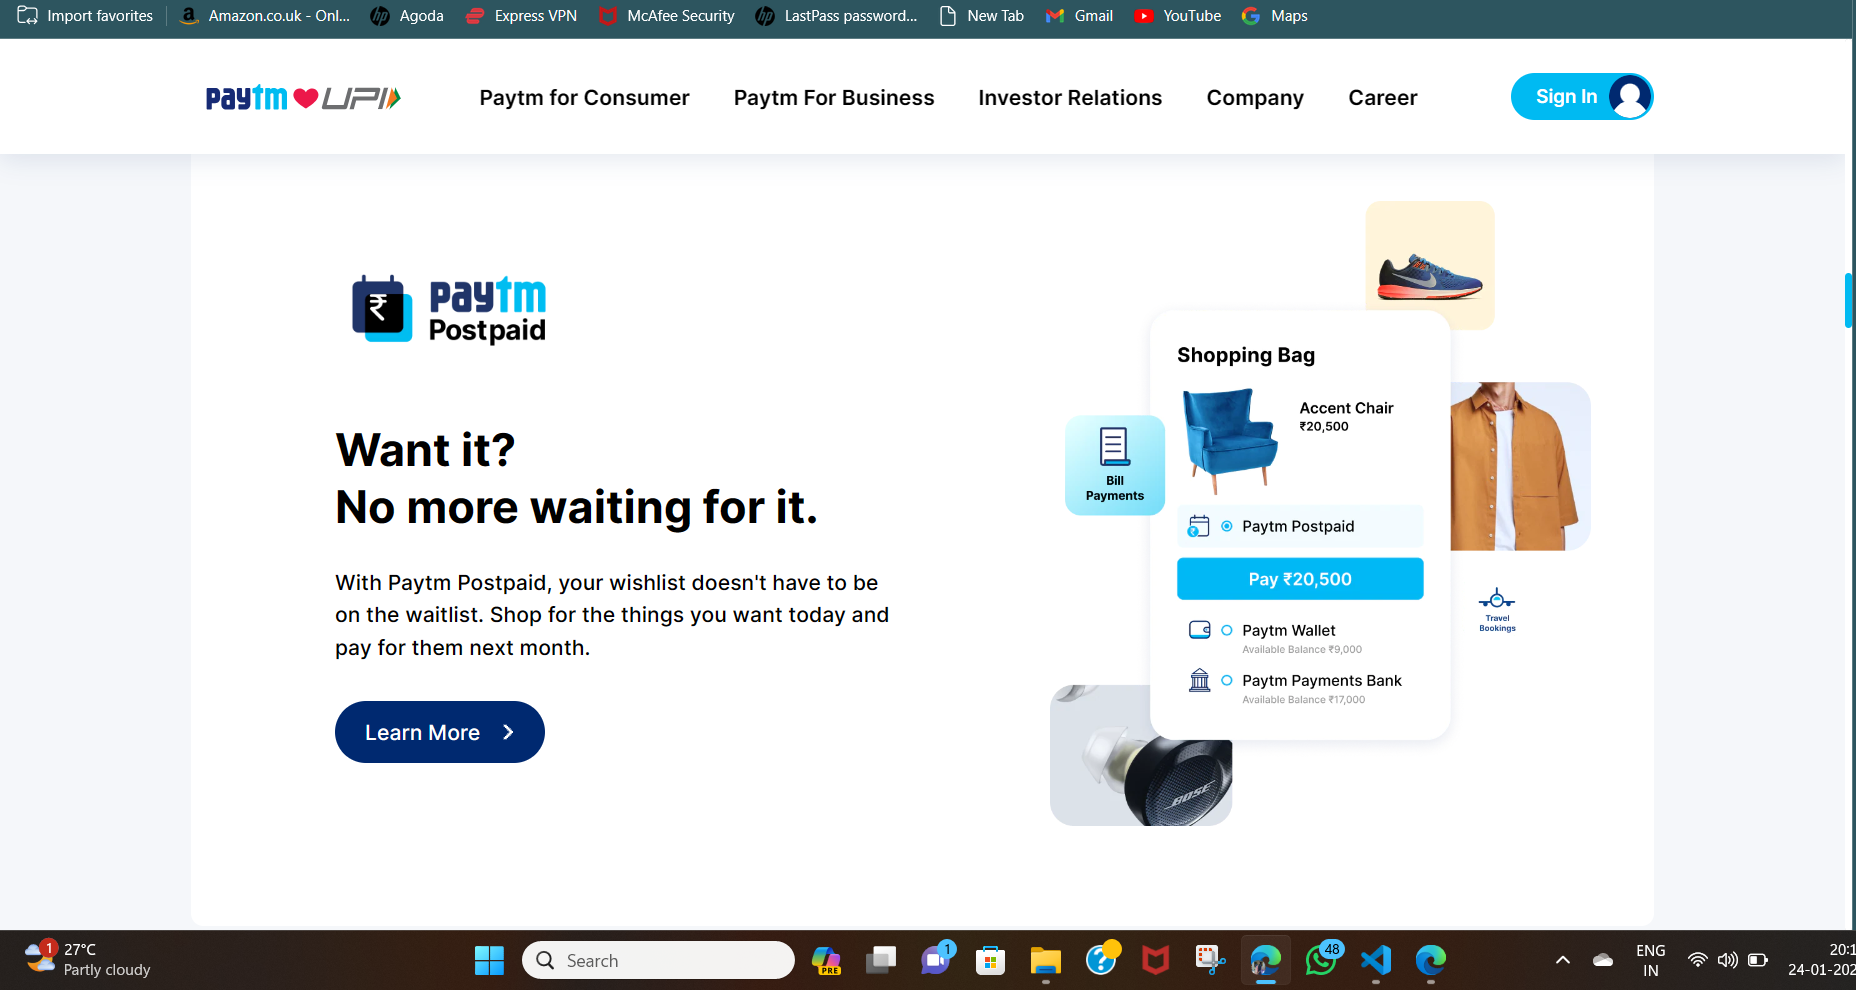 Import favorites
Amazon.co.uk - Onl...
Agoda
Express VPN
McAfee Security
LastPass password...
New Tab
Gmail
YouTube
Maps
paytm UPI
Paytm for Consumer
Paytm For Business
Investor Relations
Company
Career
Sign In
paytm
Postpaid
Want it?
No more waiting for it.
With Paytm Postpaid, your wishlist doesn't have to be
on the waitlist. Shop for the things you want today and
pay for them next month.
Learn More
Shopping Bag
Accent Chair
₹20,500
Bill
Payments
Paytm Postpaid
Pay ₹20,500
Paytm Wallet
Available Balance ₹9,000
Paytm Payments Bank
Available Balance ₹17,000
Travel
Bookings
BOSE
1
27°C
Partly cloudy
Search
PRE
1
48
ENG
IN
20:1
24-01-202